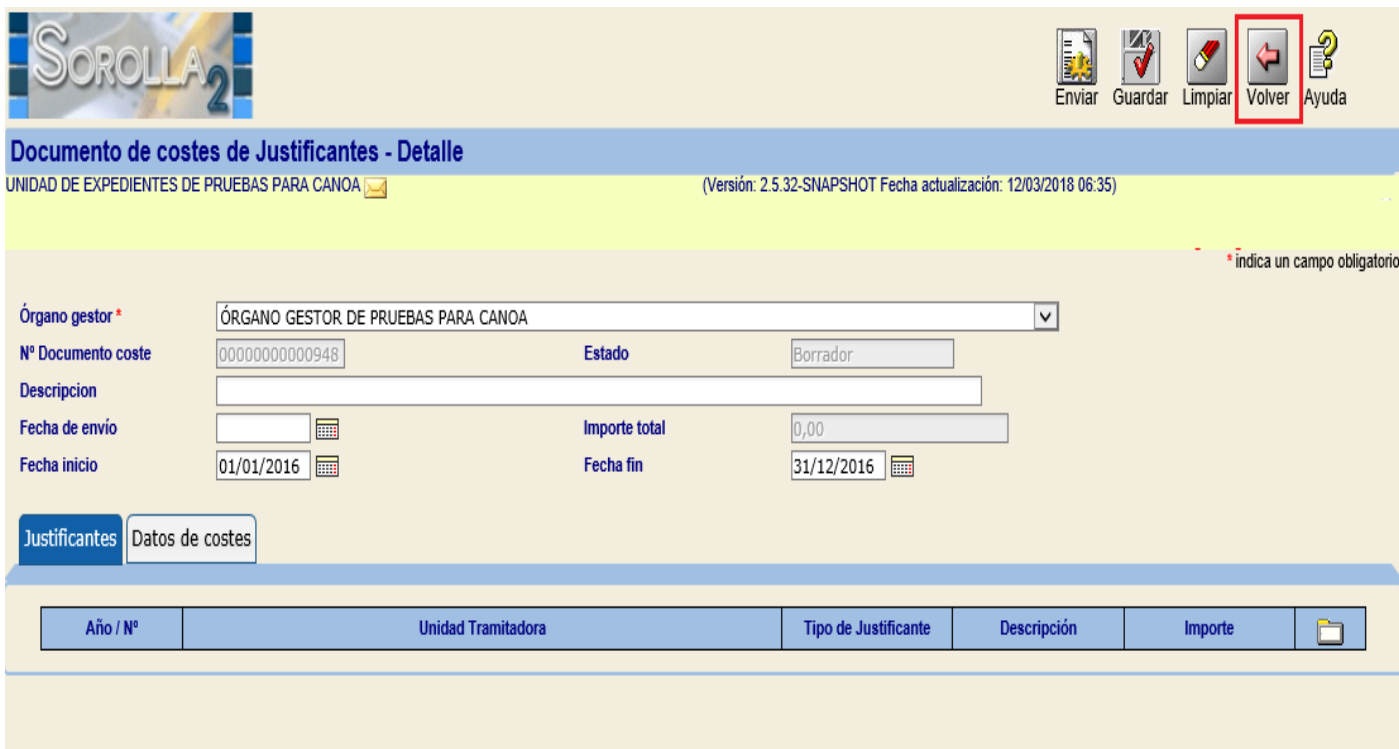 SOROLLA2
Enviar Guardar Limpiar Volver Ayuda
Documento de costes de Justificantes - Detalle
UNIDAD DE EXPEDIENTES DE PRUEBAS PARA CANOA (Versión: 2.5.32-SNAPSHOT Fecha actualización: 12/03/2018 06:35)
* indica un campo obligatorio
Órgano gestor * ÓRGANO GESTOR DE PRUEBAS PARA CANOA
Nº Documento coste 00000000000948 Estado Borrador
Descripcion
Fecha de envío Importe total 0,00
Fecha inicio 01/01/2016 Fecha fin 31/12/2016
Justificantes Datos de costes
Año / Nº Unidad Tramitadora Tipo de Justificante Descripción Importe